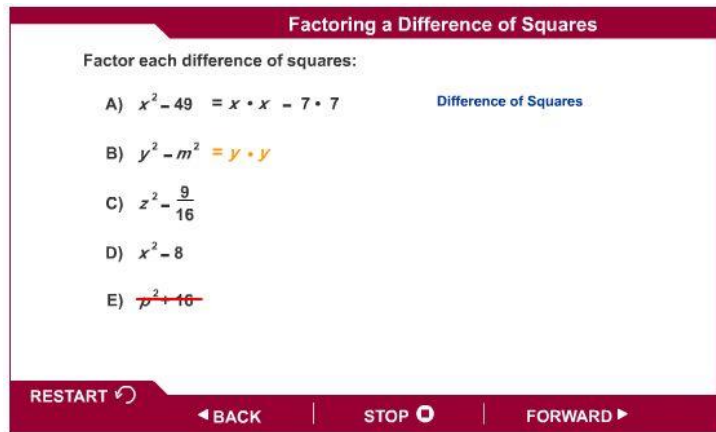 Factoring a Difference of Squares
Factor each difference of squares:
A) x² – 49 = x • x – 7 • 7 Difference of Squares
B) y² – m² = y • y
C) z² – 9/16
D) x² – 8
E) p² + 16
RESTART
◄ BACK | STOP | FORWARD ►